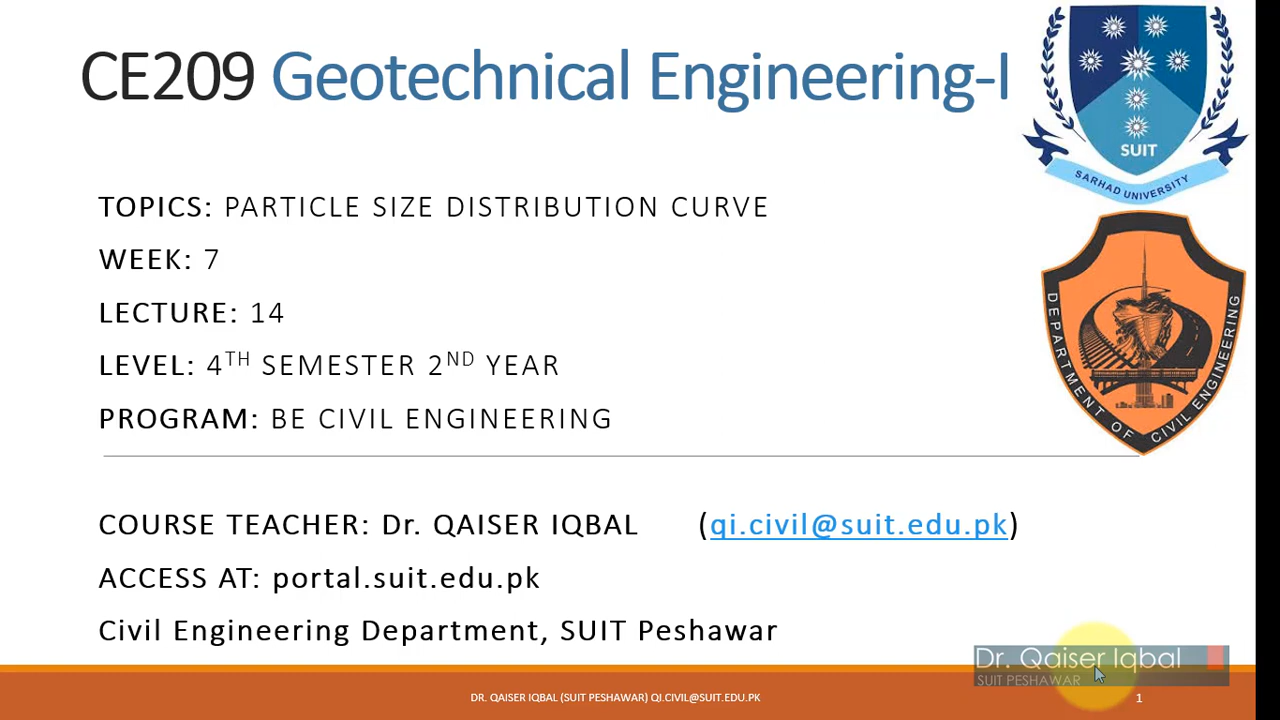 CE209 Geotechnical Engineering-I
SUIT
SARHAD UNIVERSITY
TOPICS: PARTICLE SIZE DISTRIBUTION CURVE
WEEK: 7
LECTURE: 14
LEVEL: 4TH SEMESTER 2ND YEAR
PROGRAM: BE CIVIL ENGINEERING
DEPARTMENT OF CIVIL ENGINEERING
COURSE TEACHER: Dr. QAISER IQBAL (qi.civil@suit.edu.pk)
ACCESS AT: portal.suit.edu.pk
Civil Engineering Department, SUIT Peshawar
Dr. Qaiser Iqbal
SUIT PESHAWAR
DR. QAISER IQBAL (SUIT PESHAWAR) QI.CIVIL@SUIT.EDU.PK 1